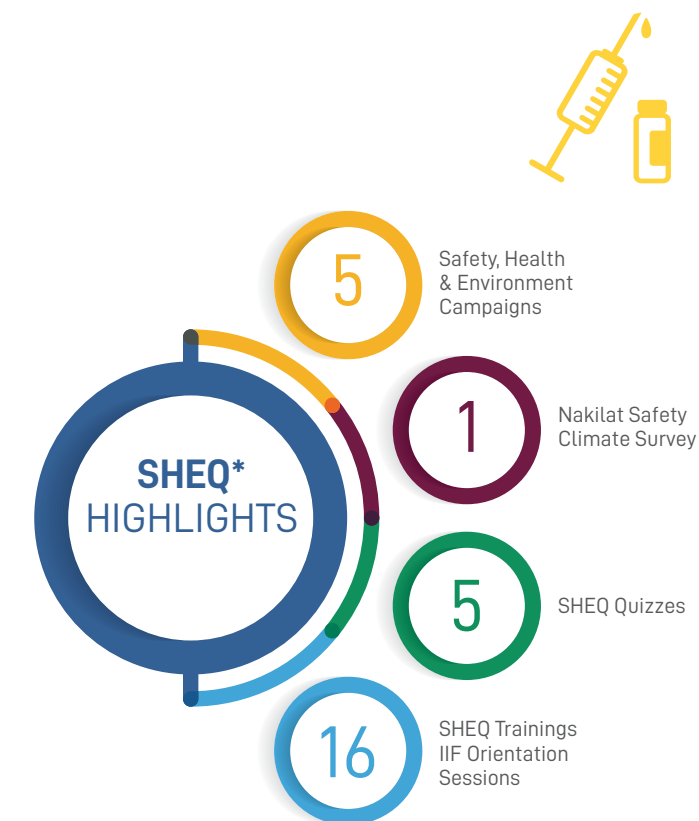 5
Safety, Health
& Environment
Campaigns
1
Nakilat Safety
Climate Survey
SHEQ*
HIGHLIGHTS
5
SHEQ Quizzes
16
SHEQ Trainings
IIF Orientation
Sessions